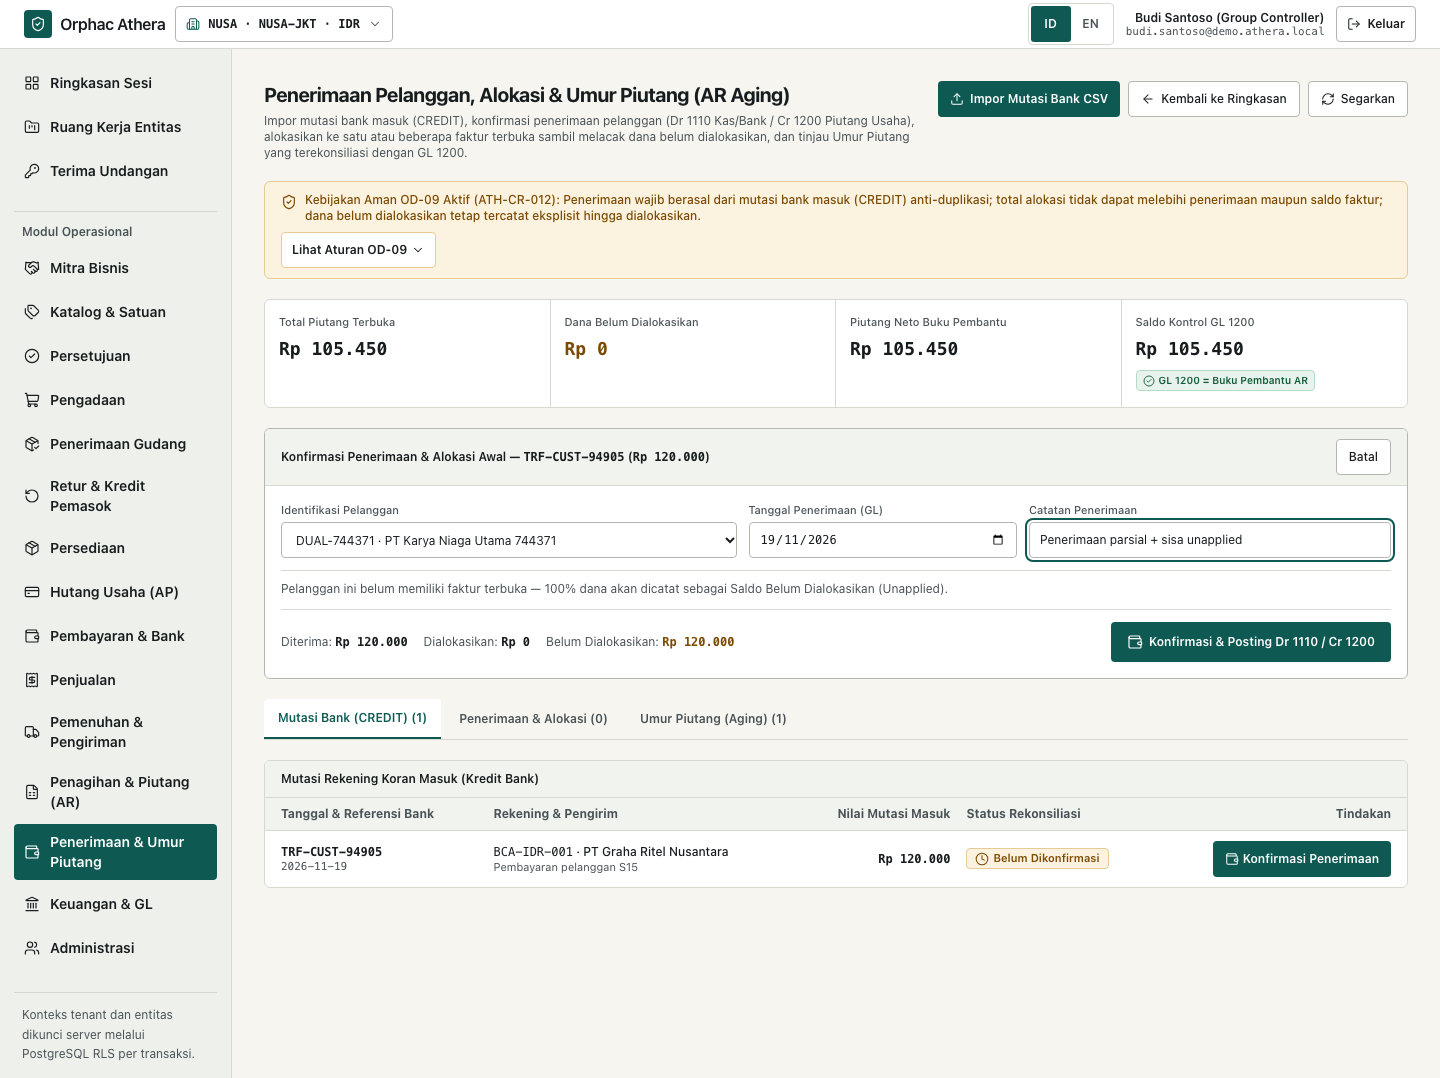 Orphac Athera
NUSA · NUSA-JKT · IDR
ID
EN
Budi Santoso (Group Controller)
budi.santoso@demo.athera.local
Keluar
Ringkasan Sesi
Ruang Kerja Entitas
Terima Undangan
Modul Operasional
Mitra Bisnis
Katalog & Satuan
Persetujuan
Pengadaan
Penerimaan Gudang
Retur & Kredit
Pemasok
Persediaan
Hutang Usaha (AP)
Pembayaran & Bank
Penjualan
Pemenuhan &
Pengiriman
Penagihan & Piutang
(AR)
Penerimaan & Umur
Piutang
Keuangan & GL
Administrasi
Konteks tenant dan entitas
dikunci server melalui
PostgreSQL RLS per transaksi.
Penerimaan Pelanggan, Alokasi & Umur Piutang (AR Aging)
Impor mutasi bank masuk (CREDIT), konfirmasi penerimaan pelanggan (Dr 1110 Kas/Bank / Cr 1200 Piutang Usaha),
alokasikan ke satu atau beberapa faktur terbuka sambil melacak dana belum dialokasikan, dan tinjau Umur Piutang
yang terekonsiliasi dengan GL 1200.
Impor Mutasi Bank CSV
Kembali ke Ringkasan
Segarkan
Kebijakan Aman OD-09 Aktif (ATH-CR-012): Penerimaan wajib berasal dari mutasi bank masuk (CREDIT) anti-duplikasi; total alokasi tidak dapat melebihi penerimaan maupun saldo faktur;
dana belum dialokasikan tetap tercatat eksplisit hingga dialokasikan.
Lihat Aturan OD-09
Total Piutang Terbuka
Rp 105.450
Dana Belum Dialokasikan
Rp 0
Piutang Neto Buku Pembantu
Rp 105.450
Saldo Kontrol GL 1200
Rp 105.450
GL 1200 = Buku Pembantu AR
Konfirmasi Penerimaan & Alokasi Awal — TRF-CUST-94905 (Rp 120.000)
Batal
Identifikasi Pelanggan
DUAL-744371 · PT Karya Niaga Utama 744371
Tanggal Penerimaan (GL)
19/11/2026
Catatan Penerimaan
Penerimaan parsial + sisa unapplied
Pelanggan ini belum memiliki faktur terbuka — 100% dana akan dicatat sebagai Saldo Belum Dialokasikan (Unapplied).
Diterima: Rp 120.000 Dialokasikan: Rp 0 Belum Dialokasikan: Rp 120.000
Konfirmasi & Posting Dr 1110 / Cr 1200
Mutasi Bank (CREDIT) (1)
Penerimaan & Alokasi (0)
Umur Piutang (Aging) (1)
Mutasi Rekening Koran Masuk (Kredit Bank)
Tanggal & Referensi Bank
Rekening & Pengirim
Nilai Mutasi Masuk
Status Rekonsiliasi
Tindakan
TRF-CUST-94905
2026-11-19
BCA-IDR-001 · PT Graha Ritel Nusantara
Pembayaran pelanggan S15
Rp 120.000
Belum Dikonfirmasi
Konfirmasi Penerimaan